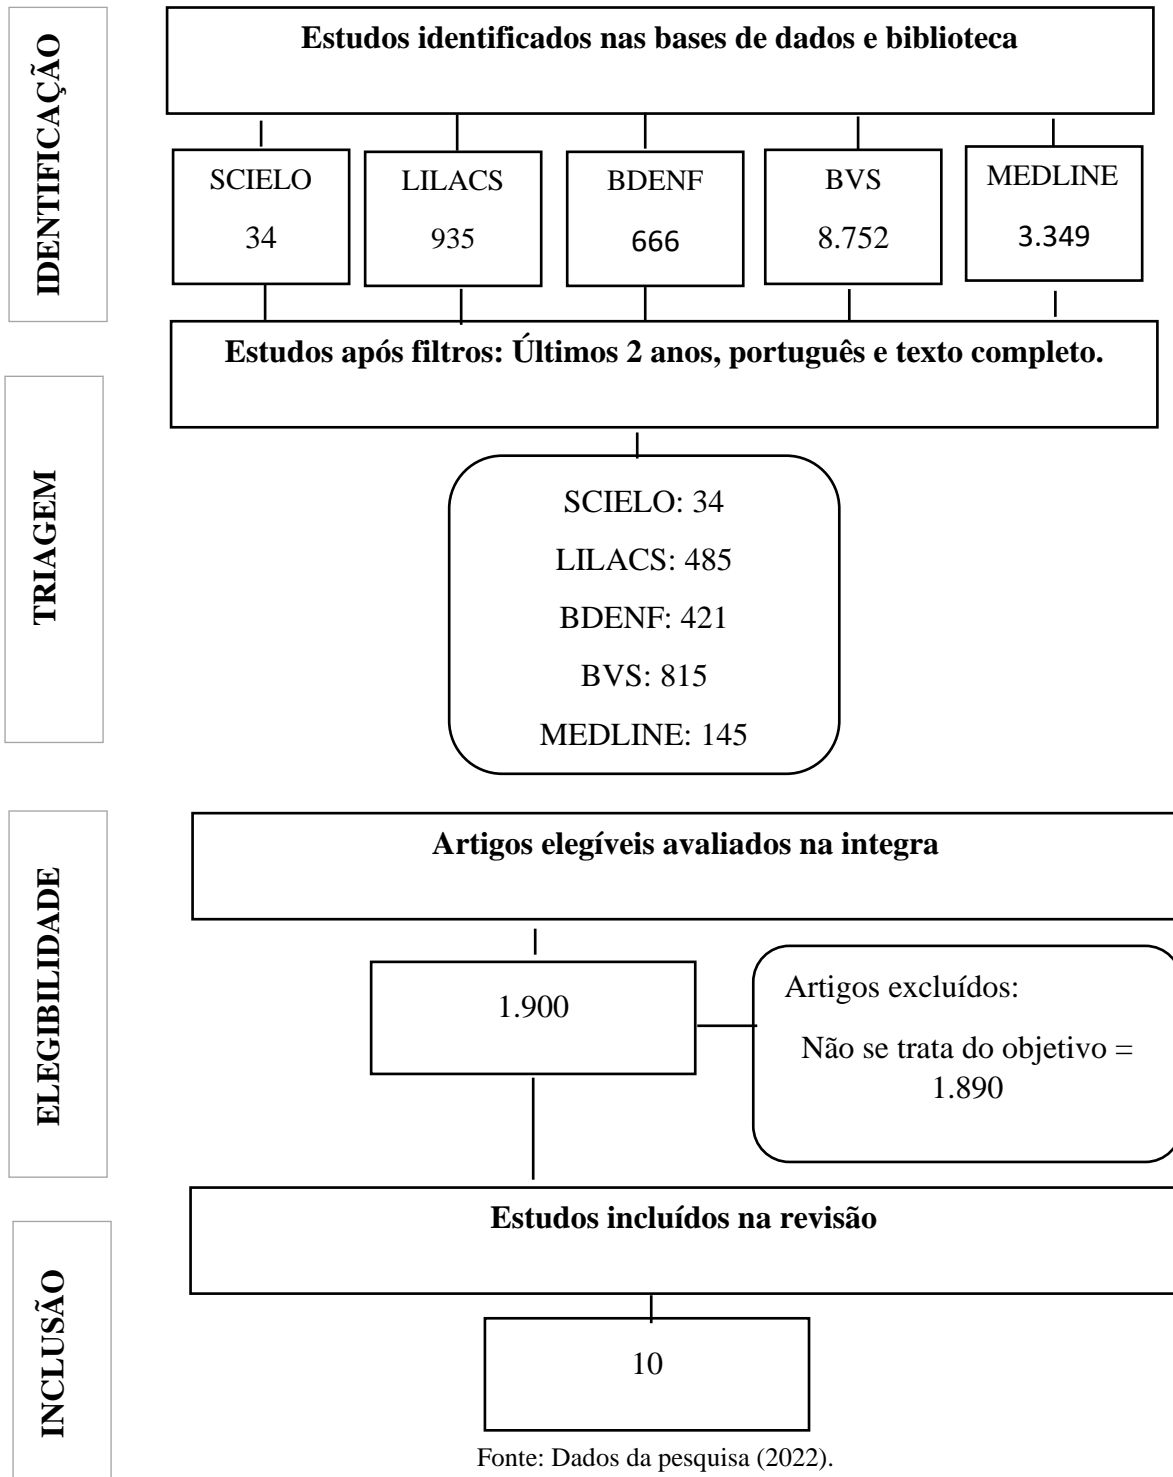 IDENTIFICAÇÃO
Estudos identificados nas bases de dados e biblioteca
SCIELO
34
LILACS
935
BDENF
666
BVS
8.752
MEDLINE
3.349
TRIAGEM
Estudos após filtros: Últimos 2 anos, português e texto completo.
SCIELO: 34
LILACS: 485
BDENF: 421
BVS: 815
MEDLINE: 145
ELEGIBILIDADE
Artigos elegíveis avaliados na integra
1.900
Artigos excluídos:
Não se trata do objetivo =
1.890
INCLUSÃO
Estudos incluídos na revisão
10
Fonte: Dados da pesquisa (2022).